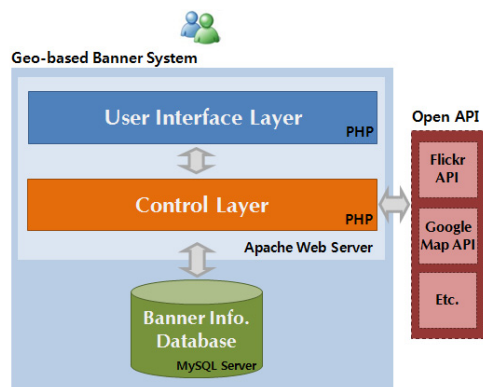 Geo-based Banner System
User Interface Layer
PHP
Open API
Flickr
API
Control Layer
PHP
Google
Map API
Apache Web Server
Etc.
Banner Info.
Database
MySQL Server